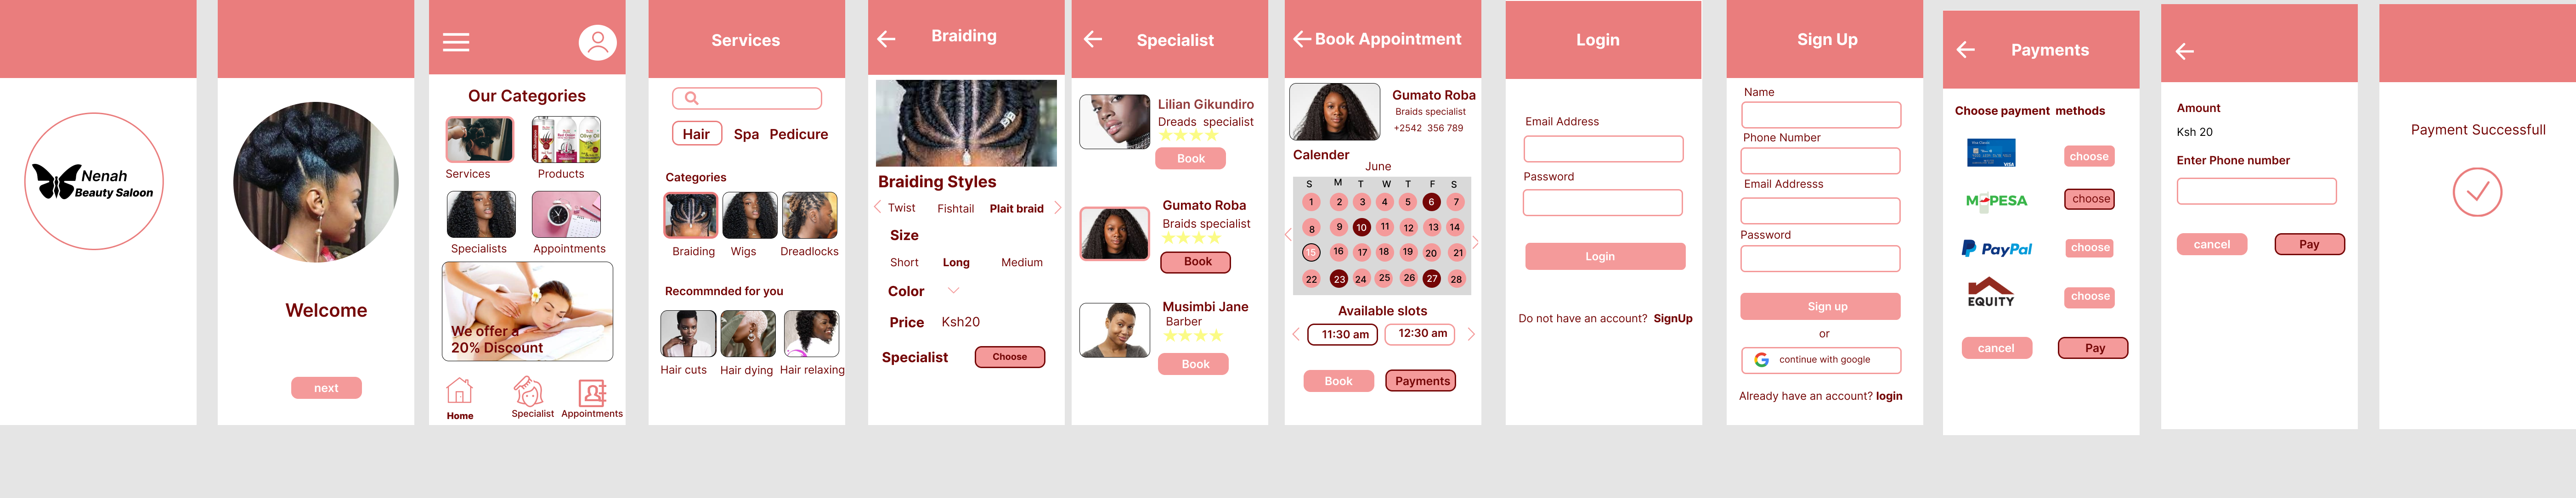 Nenah
Beauty Saloon
Welcome
next
Our Categories
Services
Products
Specialists
Appointments
We offer a
20% Discount
Home
Specialist
Appointments
Services
Hair
Spa
Pedicure
Categories
Braiding
Wigs
Dreadlocks
Recommnded for you
Hair cuts
Hair dying
Hair relaxing
Braiding
Braiding Styles
Twist
Fishtail
Plait braid
Size
Short
Long
Medium
Color
Price
Ksh20
Specialist
Choose
Specialist
Lilian Gikundiro
Dreads specialist
Book
Gumato Roba
Braids specialist
Book
Musimbi Jane
Barber
Book
Book Appointment
Gumato Roba
Braids specialist
+2542 356 789
Calender
June
S M T W T F S
1 2 3 4 5 6 7
8 9 10 11 12 13 14
15 16 17 18 19 20 21
22 23 24 25 26 27 28
Available slots
11:30 am
12:30 am
Book
Payments
Login
Email Address
Password
Login
Do not have an account? SignUp
Sign Up
Name
Phone Number
Email Addresss
Password
Sign up
or
continue with google
Already have an account? login
Payments
Choose payment methods
VISA
choose
M-PESA
choose
PayPal
choose
EQUITY
choose
cancel
Pay
Amount
Ksh 20
Enter Phone number
cancel
Pay
Payment Successfull